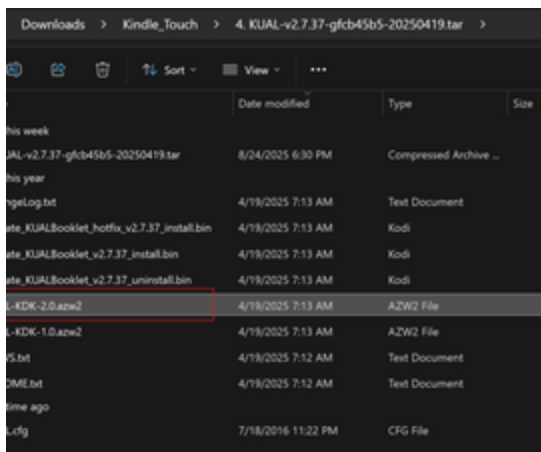 Downloads > Kindle_Touch > 4. KUAL-v2.7.37-gfcb45b5-20250419.tar >
Sort View ...
Date modified Type Size
his week
JAL-v2.7.37-gfcb45b5-20250419.tar 8/24/2025 6:30 PM Compressed Archive ...
his year
ngeLog.txt 4/19/2025 7:13 AM Text Document
ate_KUALBooklet_hotfix_v2.7.37_install.bin 4/19/2025 7:13 AM Kodi
ate_KUALBooklet_v2.7.37_install.bin 4/19/2025 7:13 AM Kodi
ate_KUALBooklet_v2.7.37_uninstall.bin 4/19/2025 7:13 AM Kodi
L-KDK-2.0.azw2 4/19/2025 7:13 AM AZW2 File
L-KDK-1.0.azw2 4/19/2025 7:13 AM AZW2 File
VS.txt 4/19/2025 7:12 AM Text Document
DME.txt 4/19/2025 7:12 AM Text Document
time ago
L.cfg 7/18/2016 11:22 PM CFG File